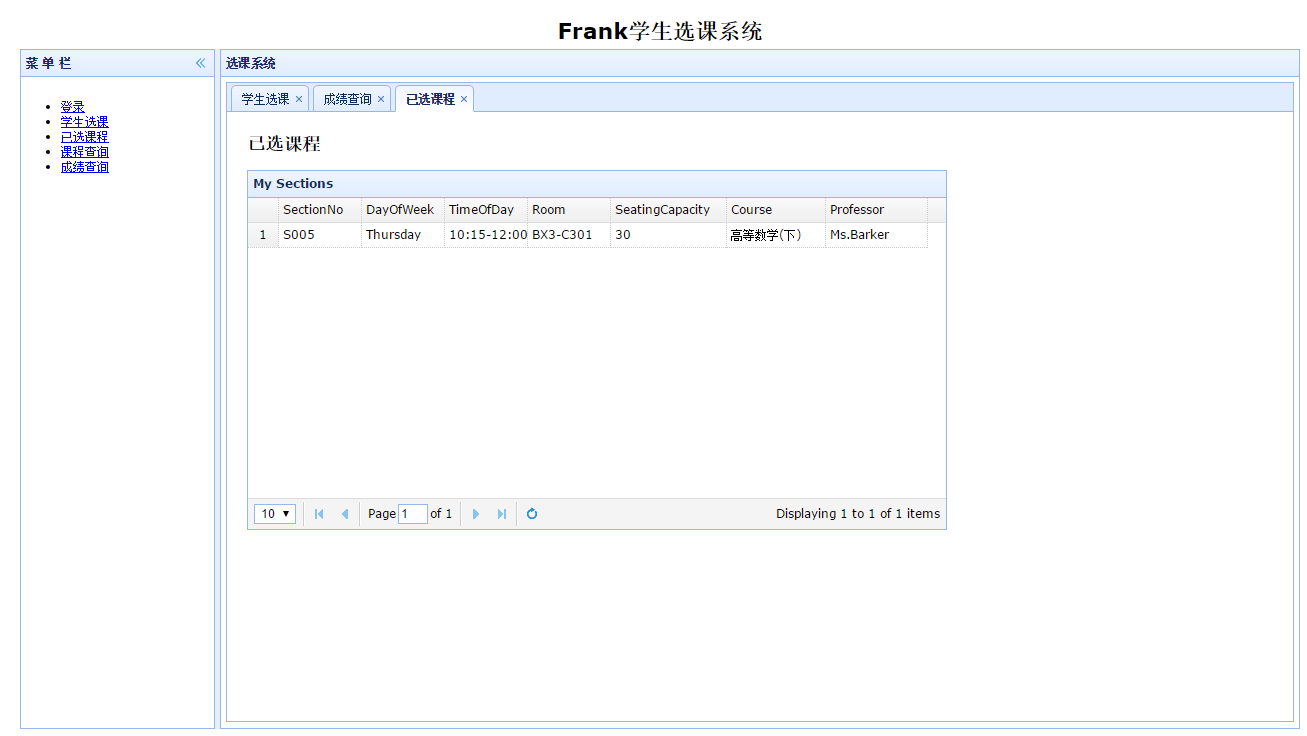 Frank学生选课系统
菜单栏
选课系统
登录
学生选课
已选课程
课程查询
成绩查询
学生选课 成绩查询 已选课程
已选课程
My Sections
SectionNo DayOfWeek TimeOfDay Room SeatingCapacity Course Professor
1 S005 Thursday 10:15-12:00 BX3-C301 30 高等数学(下) Ms.Barker
10 Page 1 of 1 Displaying 1 to 1 of 1 items